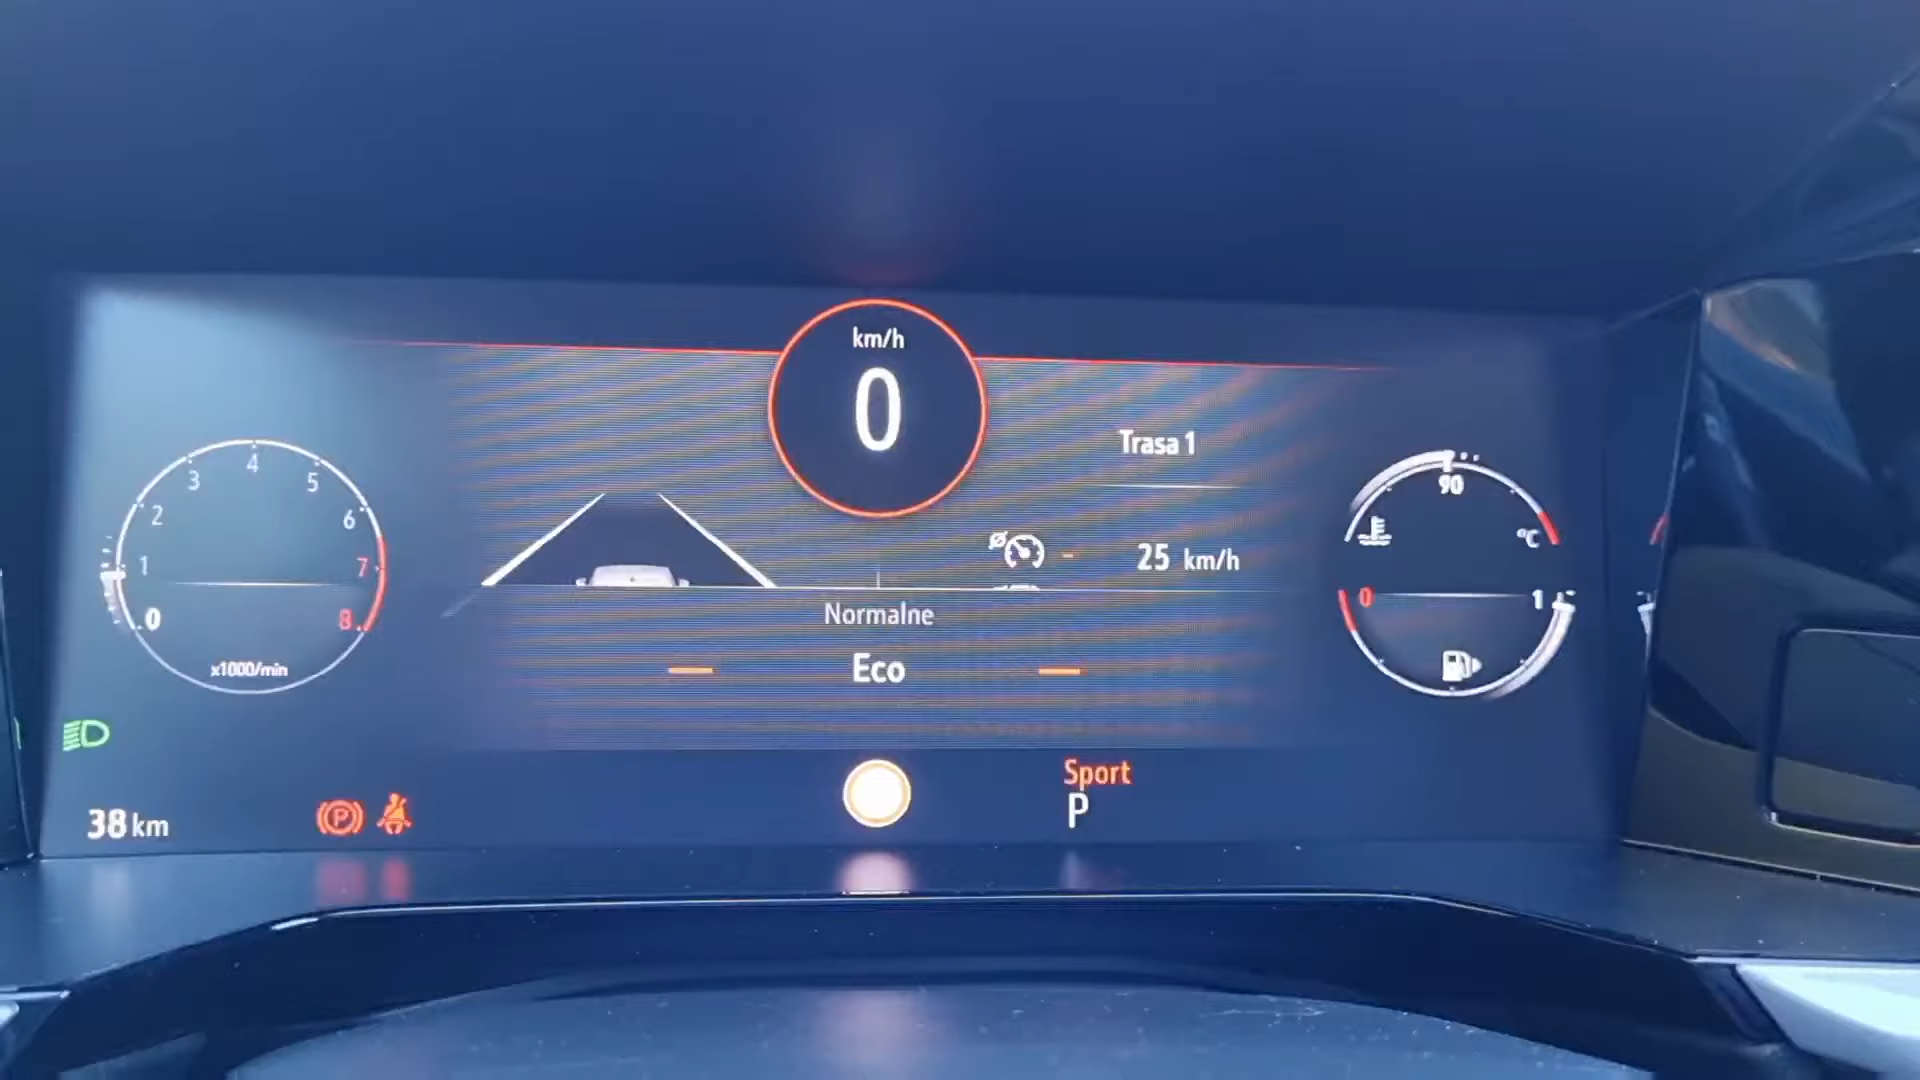 km/h
0
Trasa 1
25 km/h
Normalne
Eco
0
1
2
3
4
5
6
7
8
x1000/min
90
°C
0
1
Sport
P
38 km
P